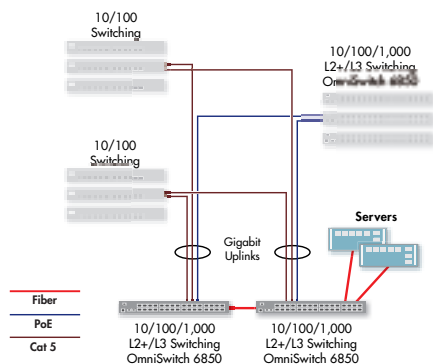 10/100
Switching
10/100/1,000
L2+/L3 Switching
OmniSwitch 6850
10/100
Switching
Servers
Gigabit
Uplinks
Fiber
PoE
Cat 5
10/100/1,000
L2+/L3 Switching
OmniSwitch 6850
10/100/1,000
L2+/L3 Switching
OmniSwitch 6850